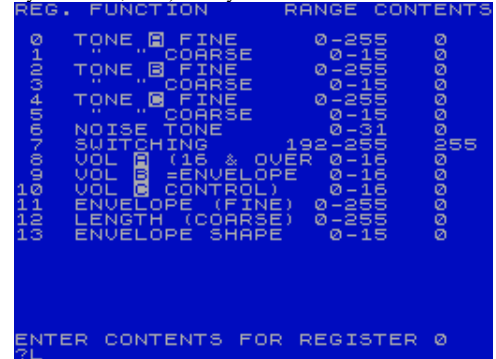 REG. FUNCTION RANGE CONTENTS
0 TONE A FINE 0-255 0
1 " " COARSE 0-15 0
2 TONE B FINE 0-255 0
3 " " COARSE 0-15 0
4 TONE C FINE 0-255 0
5 " " COARSE 0-15 0
6 NOISE TONE 0-31 0
7 SWITCHING 192-255 255
8 VOL A (16 & OVER 0-16 0
9 VOL B =ENVELOPE 0-16 0
10 VOL C CONTROL) 0-16 0
11 ENVELOPE (FINE) 0-255 0
12 LENGTH (COARSE) 0-255 0
13 ENVELOPE SHAPE 0-15 0
ENTER CONTENTS FOR REGISTER 0
?L